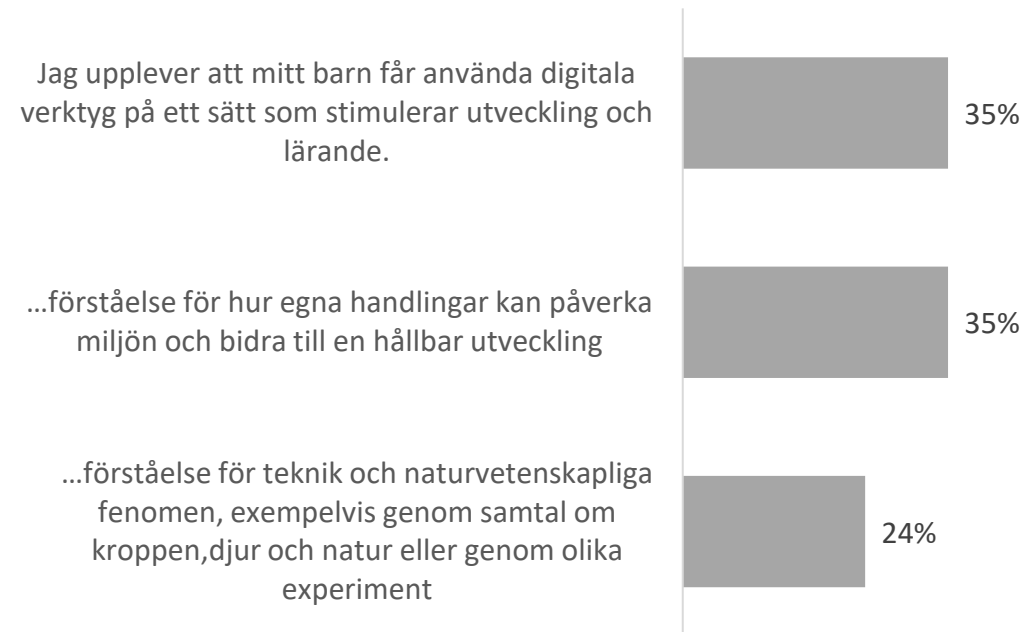 Jag upplever att mitt barn får använda digitala
verktyg på ett sätt som stimulerar utveckling och
lärande.
35%
...förståelse för hur egna handlingar kan påverka
miljön och bidra till en hållbar utveckling
35%
...förståelse för teknik och naturvetenskapliga
fenomen, exempelvis genom samtal om
kroppen,djur och natur eller genom olika
experiment
24%